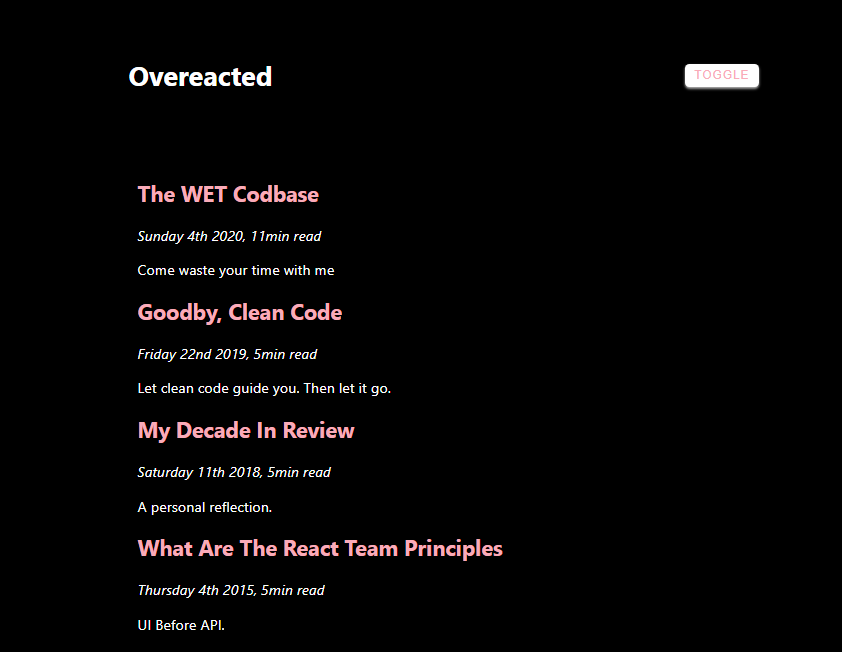 Overeacted
TOGGLE
The WET Codbase
Sunday 4th 2020, 11min read
Come waste your time with me
Goodby, Clean Code
Friday 22nd 2019, 5min read
Let clean code guide you. Then let it go.
My Decade In Review
Saturday 11th 2018, 5min read
A personal reflection.
What Are The React Team Principles
Thursday 4th 2015, 5min read
UI Before API.